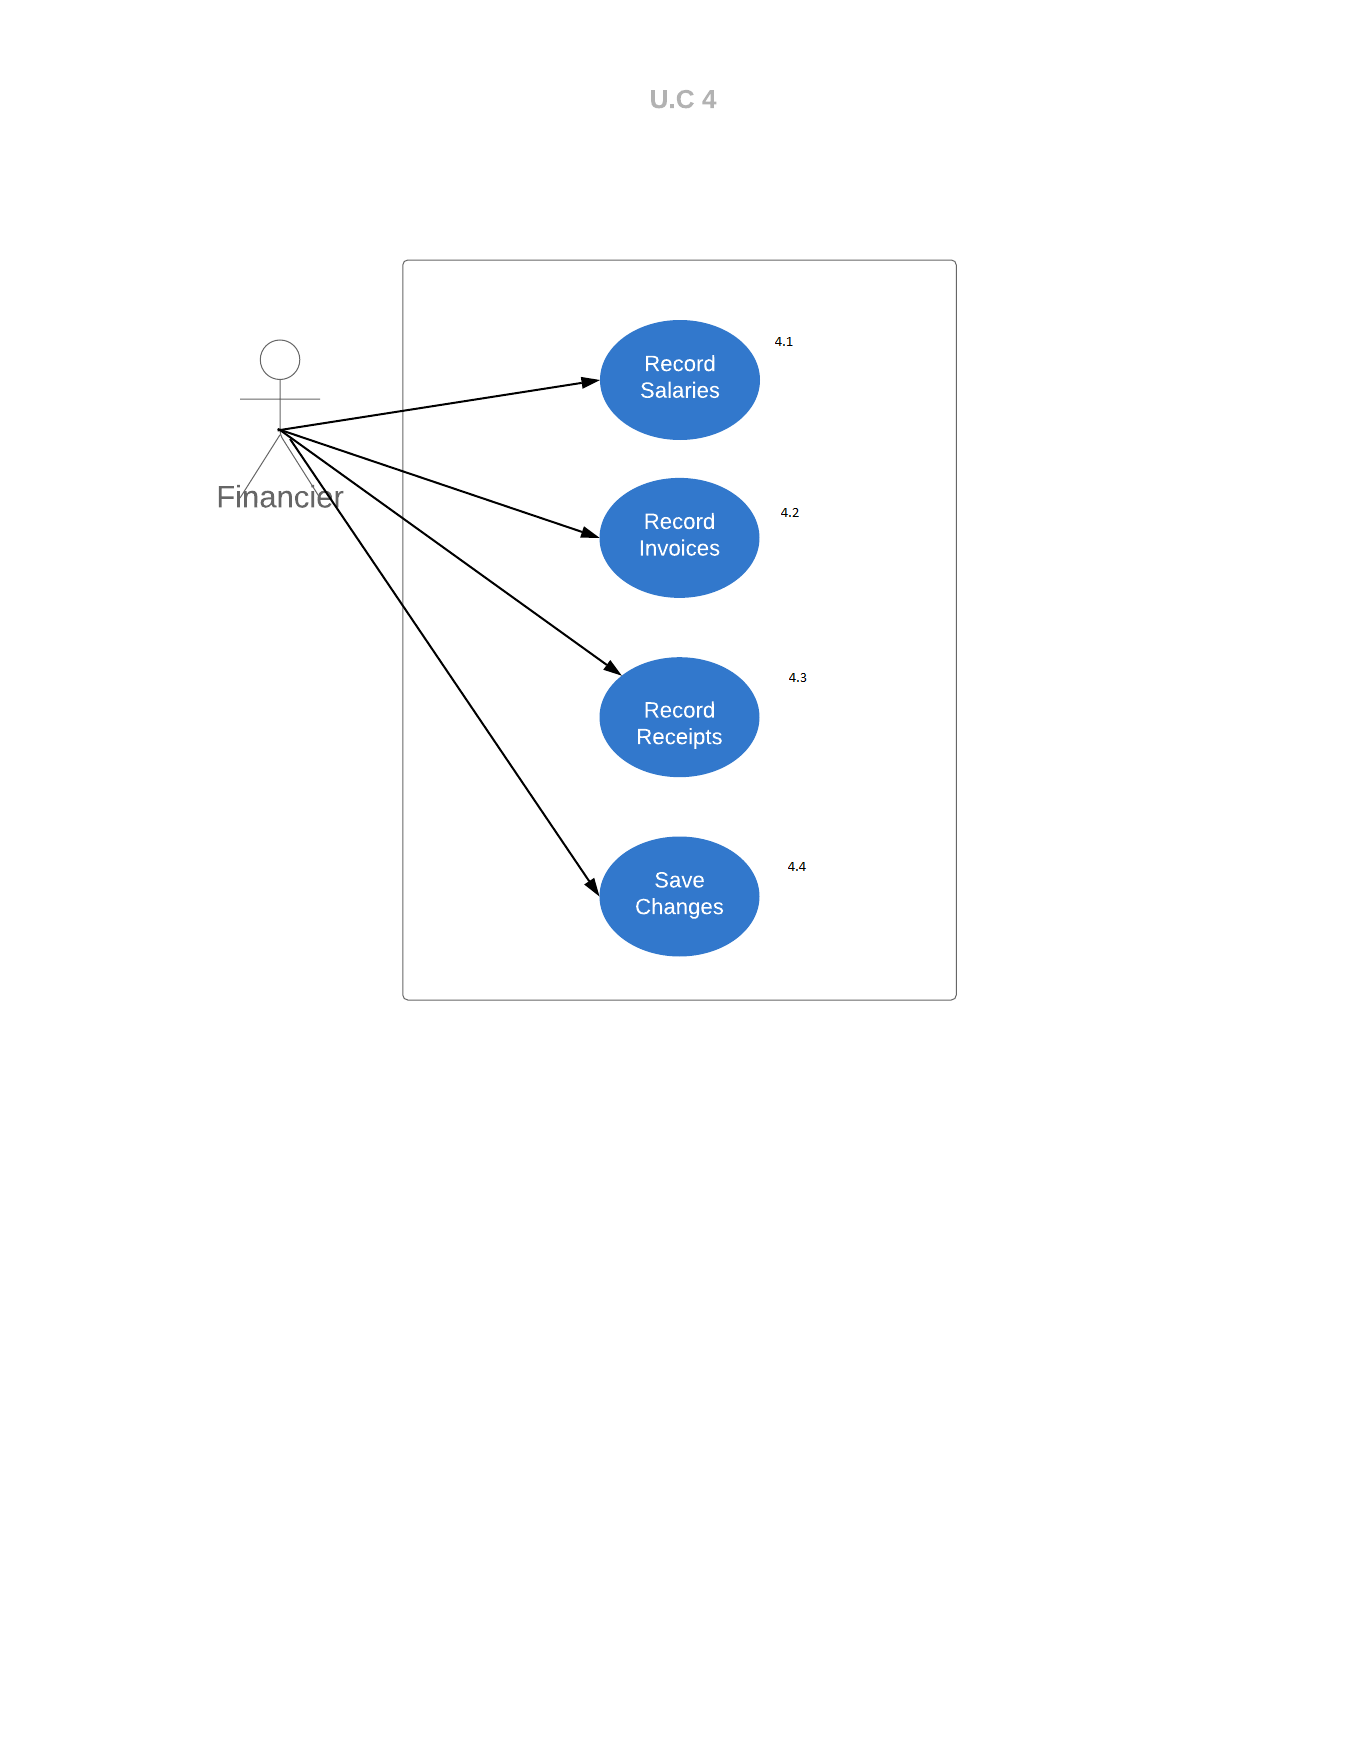 U.C 4
Record
Salaries
4.1
Financier
Record
Invoices
4.2
Record
Receipts
4.3
Save
Changes
4.4